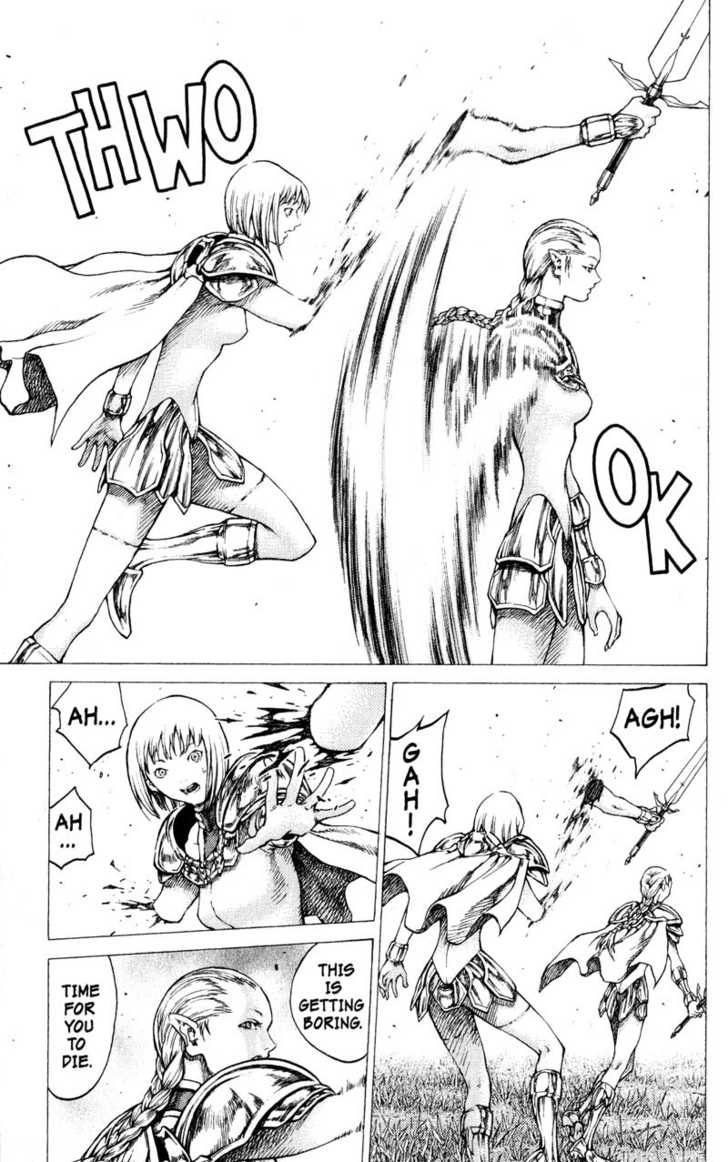 THWO
OK
AGH!
GAH!
AH...
AH
...
THIS
IS
GETTING
BORING.
TIME
FOR
YOU
TO
DIE.